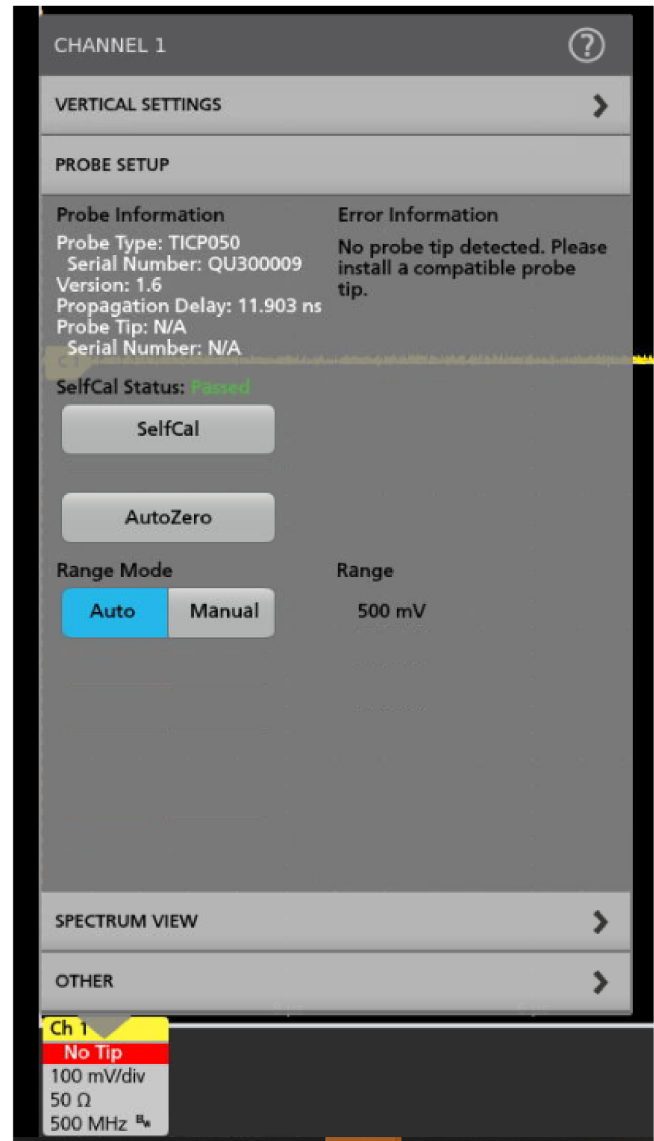 CHANNEL 1
?
VERTICAL SETTINGS
PROBE SETUP
Probe Information
Probe Type: TICP050
Serial Number: QU300009
Version: 1.6
Propagation Delay: 11.903 ns
Probe Tip: N/A
Serial Number: N/A
Error Information
No probe tip detected. Please
install a compatible probe
tip.
C1
SelfCal Status: Passed
SelfCal
AutoZero
Range Mode
Auto
Manual
Range
500 mV
SPECTRUM VIEW
OTHER
Ch 1
No Tip
100 mV/div
50 Ω
500 MHz Bw